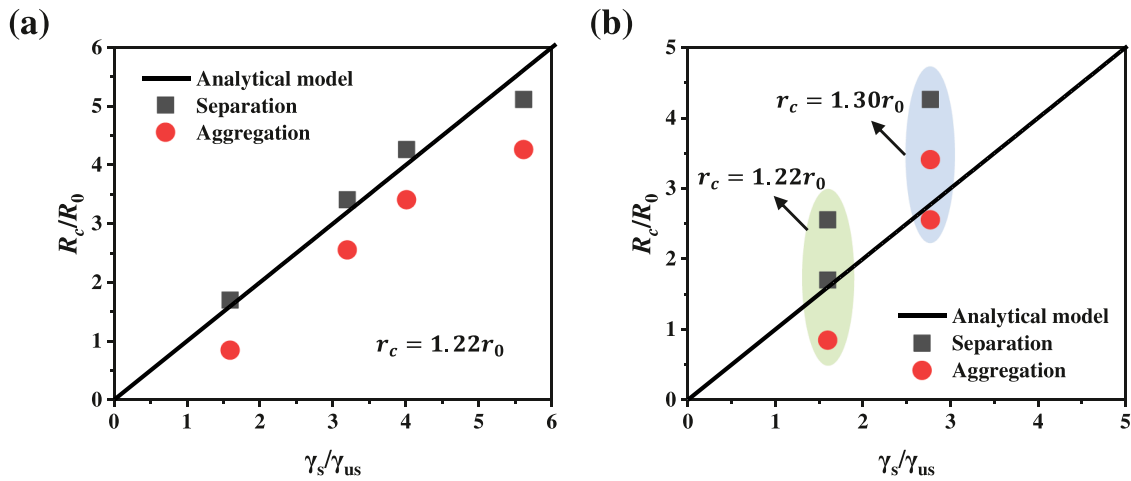 (a)
6
5
4
3
2
1
0
R_c/R_0
Analytical model
Separation
Aggregation
r_c = 1.22r_0
0 1 2 3 4 5 6
γ_s/γ_us
(b)
5
4
3
2
1
0
R_c/R_0
r_c = 1.30r_0
r_c = 1.22r_0
Analytical model
Separation
Aggregation
0 1 2 3 4 5
γ_s/γ_us